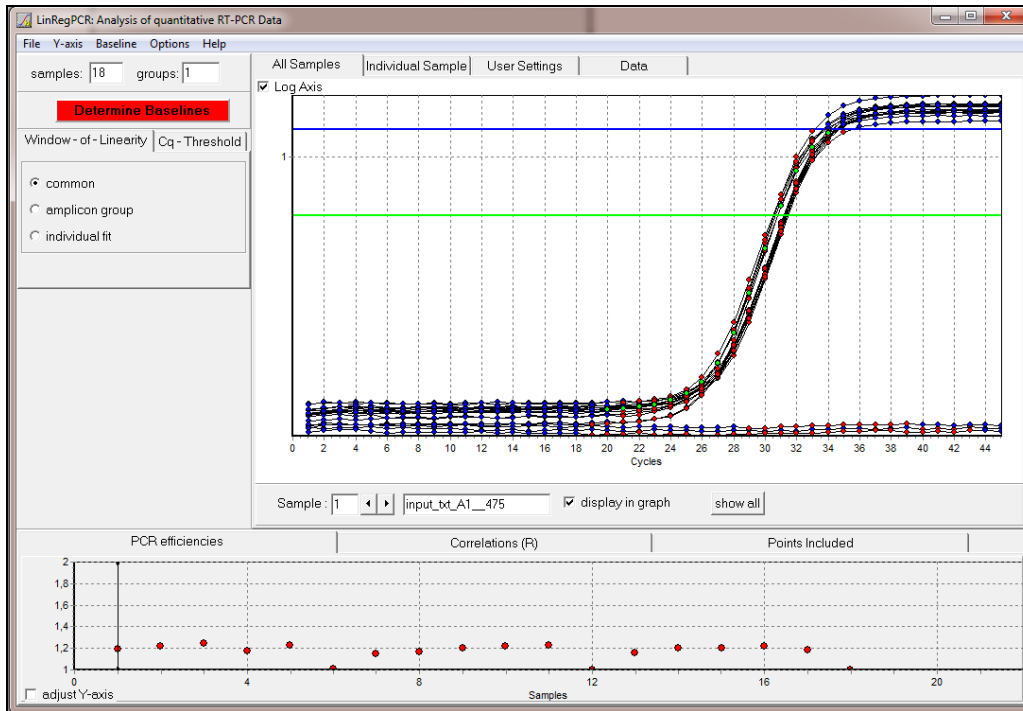 LinRegPCR: Analysis of quantitative RT-PCR Data
File Y-axis Baseline Options Help
samples: 18 groups: 1
Determine Baselines
Window-of-Linearity Cq-Threshold
common
amplicon group
individual fit
All Samples Individual Sample User Settings Data
Log Axis
1
0 2 4 6 8 10 12 14 16 18 20 22 24 26 28 30 32 34 36 38 40 42 44
Cycles
Sample: 1 input_txt_A1__475 display in graph show all
PCR efficiencies Correlations (R) Points Included
2
1,8
1,6
1,4
1,2
1
0 4 8 12 16 20
adjust Y-axis Samples